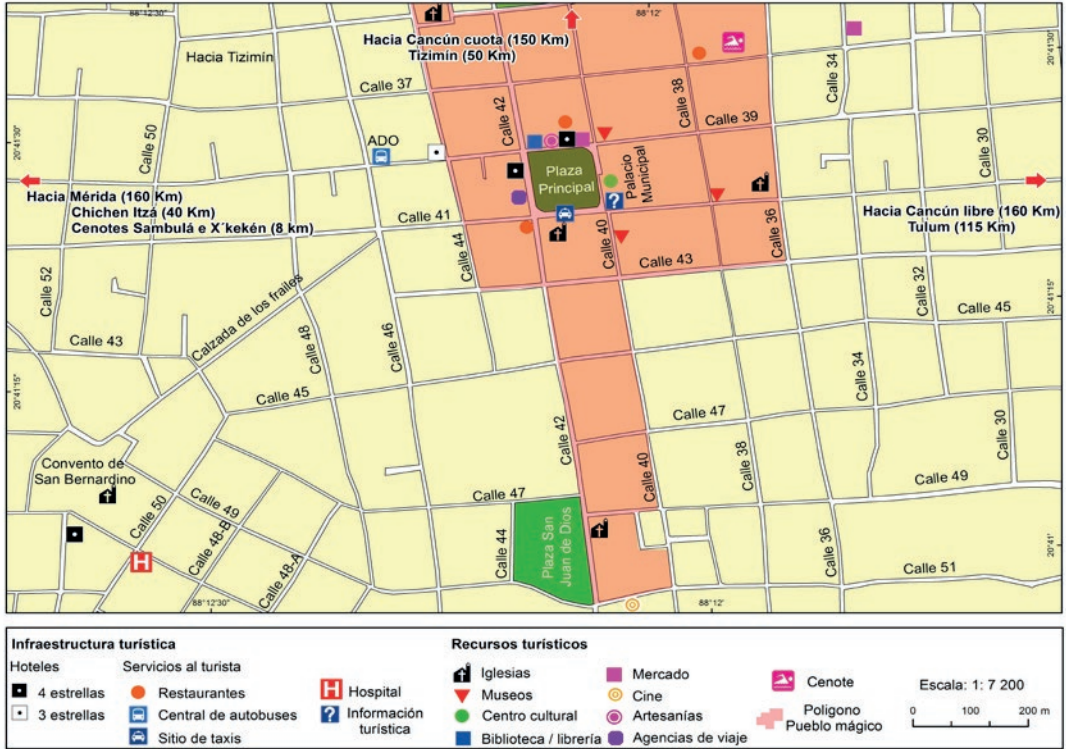 88°12'30"
88°12'
Hacia Cancún cuota (150 Km)
Tizimín (50 Km)
20°41'30"
Hacia Tizimín
Calle 34
Calle 37
Calle 38
Calle 42
Calle 39
Calle 50
Calle 30
20°41'30"
ADO
Plaza
Principal
Palacio
Municipal
Hacia Mérida (160 Km)
Chichen Itzá (40 Km)
Cenotes Sambulá e X´kekén (8 km)
Calle 41
Calle 40
Calle 36
Hacia Cancún libre (160 Km)
Tulum (115 Km)
Calle 44
Calle 43
Calle 52
Calle 32
20°41'15"
Calzada de los frailes
Calle 45
Calle 43
Calle 48
Calle 46
Calle 34
20°41'15"
Calle 45
Calle 47
Calle 42
Calle 40
Calle 38
Calle 30
Convento de
San Bernardino
Calle 49
Calle 47
Calle 50
Calle 49
Calle 48-B
Calle 44
Plaza San
Juan de Dios
Calle 36
20°41'
Calle 48-A
Calle 51
88°12'30"
88°12'
Infraestructura turística
Hoteles
4 estrellas
3 estrellas
Servicios al turista
Restaurantes
Central de autobuses
Sitio de taxis
H Hospital
? Información
turística
Recursos turísticos
Iglesias
Museos
Centro cultural
Biblioteca / librería
Mercado
Cine
Artesanías
Agencias de viaje
Cenote
Poligono
Pueblo mágico
Escala: 1: 7 200
0 100 200 m